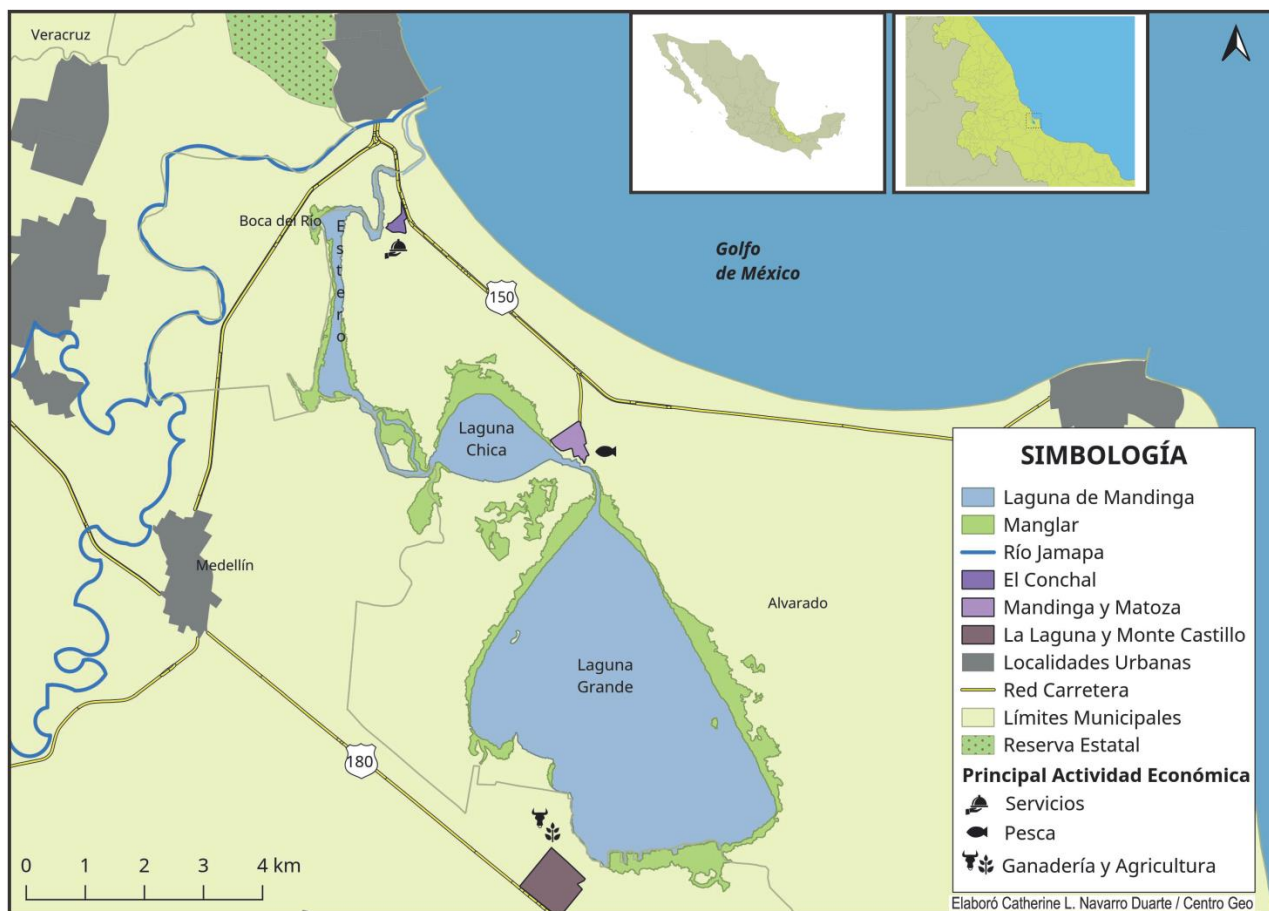 Veracruz
Boca del Río
Estero
150
Golfo
de México
Laguna
Chica
Medellín
Alvarado
Laguna
Grande
180
0 1 2 3 4 km
SIMBOLOGÍA
Laguna de Mandinga
Manglar
Río Jamapa
El Conchal
Mandinga y Matoza
La Laguna y Monte Castillo
Localidades Urbanas
Red Carretera
Límites Municipales
Reserva Estatal
Principal Actividad Económica
Servicios
Pesca
Ganadería y Agricultura
Elaboró Catherine L. Navarro Duarte / Centro Geo